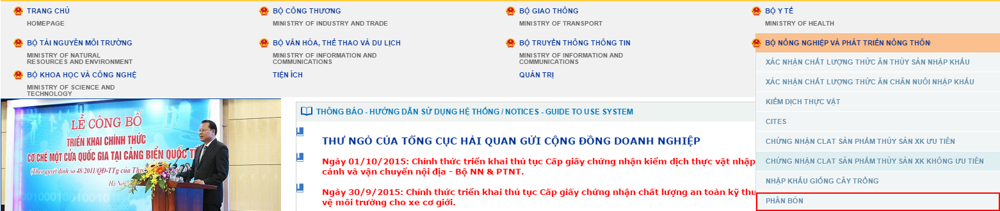 TRANG CHỦ
HOMEPAGE
BỘ CÔNG THƯƠNG
MINISTRY OF INDUSTRY AND TRADE
BỘ GIAO THÔNG
MINISTRY OF TRANSPORT
BỘ Y TẾ
MINISTRY OF HEALTH
BỘ TÀI NGUYÊN MÔI TRƯỜNG
MINISTRY OF NATURAL
RESOURCES AND ENVIRONMENT
BỘ VĂN HÓA, THỂ THAO VÀ DU LỊCH
MINISTRY OF INFORMATION AND
COMMUNICATIONS
BỘ TRUYỀN THÔNG THÔNG TIN
MINISTRY OF INFORMATION AND
COMMUNICATIONS
BỘ NÔNG NGHIỆP VÀ PHÁT TRIỂN NÔNG THÔN
BỘ KHOA HỌC VÀ CÔNG NGHỆ
MINISTRY OF SCIENCE AND
TECHNOLOGY
TIỆN ÍCH
QUẢN TRỊ
XÁC NHẬN CHẤT LƯỢNG THỨC ĂN THỦY SẢN NHẬP KHẨU
XÁC NHẬN CHẤT LƯỢNG THỨC ĂN CHĂN NUÔI NHẬP KHẨU
KIỂM DỊCH THỰC VẬT
CITES
CHỨNG NHẬN CLAT SẢN PHẨM THỦY SẢN XK ƯU TIÊN
CHỨNG NHẬN CLAT SẢN PHẨM THỦY SẢN XK KHÔNG ƯU TIÊN
NHẬP KHẨU GIỐNG CÂY TRỒNG
PHÂN BÓN
LỄ CÔNG BỐ
TRIỂN KHAI CHÍNH THỨC
CƠ CHẾ MỘT CỬA QUỐC GIA TẠI CẢNG BIỂN QUỐC T
(Theo quyết định số 48/2011/QĐ-TTg của Th
Hà Nội
THÔNG BÁO - HƯỚNG DẪN SỬ DỤNG HỆ THỐNG / NOTICES - GUIDE TO USE SYSTEM
THƯ NGỎ CỦA TỔNG CỤC HẢI QUAN GỬI CỘNG ĐỒNG DOANH NGHIỆP
Ngày 01/10/2015: Chính thức triển khai thủ tục Cấp giấy chứng nhận kiểm dịch thực vật nhập
cảnh và vận chuyển nội địa - Bộ NN & PTNT.
Ngày 30/9/2015: Chính thức triển khai thủ tục Cấp giấy chứng nhận chất lượng an toàn kỹ thu
vệ môi trường cho xe cơ giới.